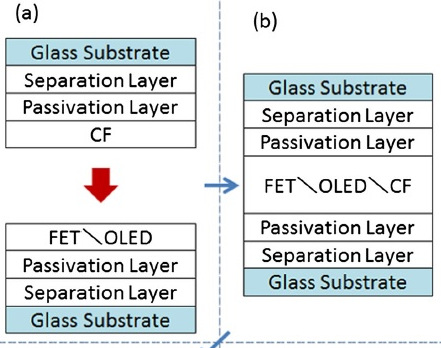 (a)
Glass Substrate
Separation Layer
Passivation Layer
CF
FET\OLED
Passivation Layer
Separation Layer
Glass Substrate
(b)
Glass Substrate
Separation Layer
Passivation Layer
FET\OLED\CF
Passivation Layer
Separation Layer
Glass Substrate